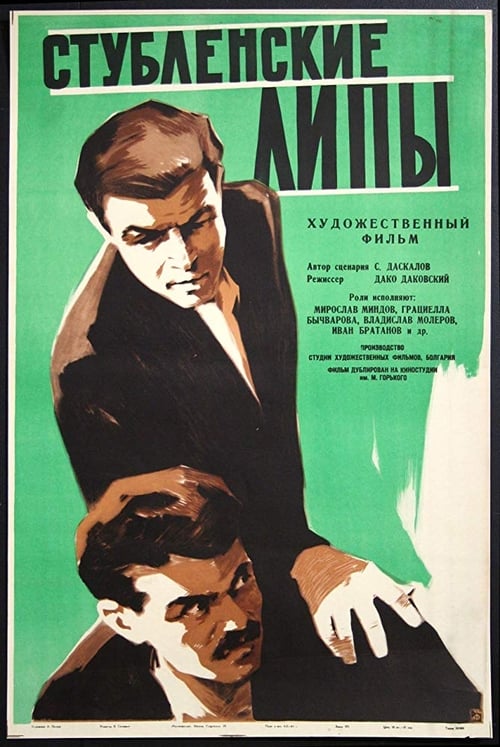 СТУБЛЕНСКИЕ
ЛИПЫ
ХУДОЖЕСТВЕННЫЙ
ФИЛЬМ
Автор сценария С. ДАСКАЛОВ
Режиссер ДАКО ДАКОВСКИЙ
Роли исполняют:
МИРОСЛАВ МИНДОВ, ГРАЦИЕЛЛА
БЫЧВАРОВА, ВЛАДИСЛАВ МОЛЕРОВ,
ИВАН БРАТАНОВ и др.
ПРОИЗВОДСТВО
СТУДИИ ХУДОЖЕСТВЕННЫХ ФИЛЬМОВ, БОЛГАРИЯ
ФИЛЬМ ДУБЛИРОВАН НА КИНОСТУДИИ
им. М. ГОРЬКОГО